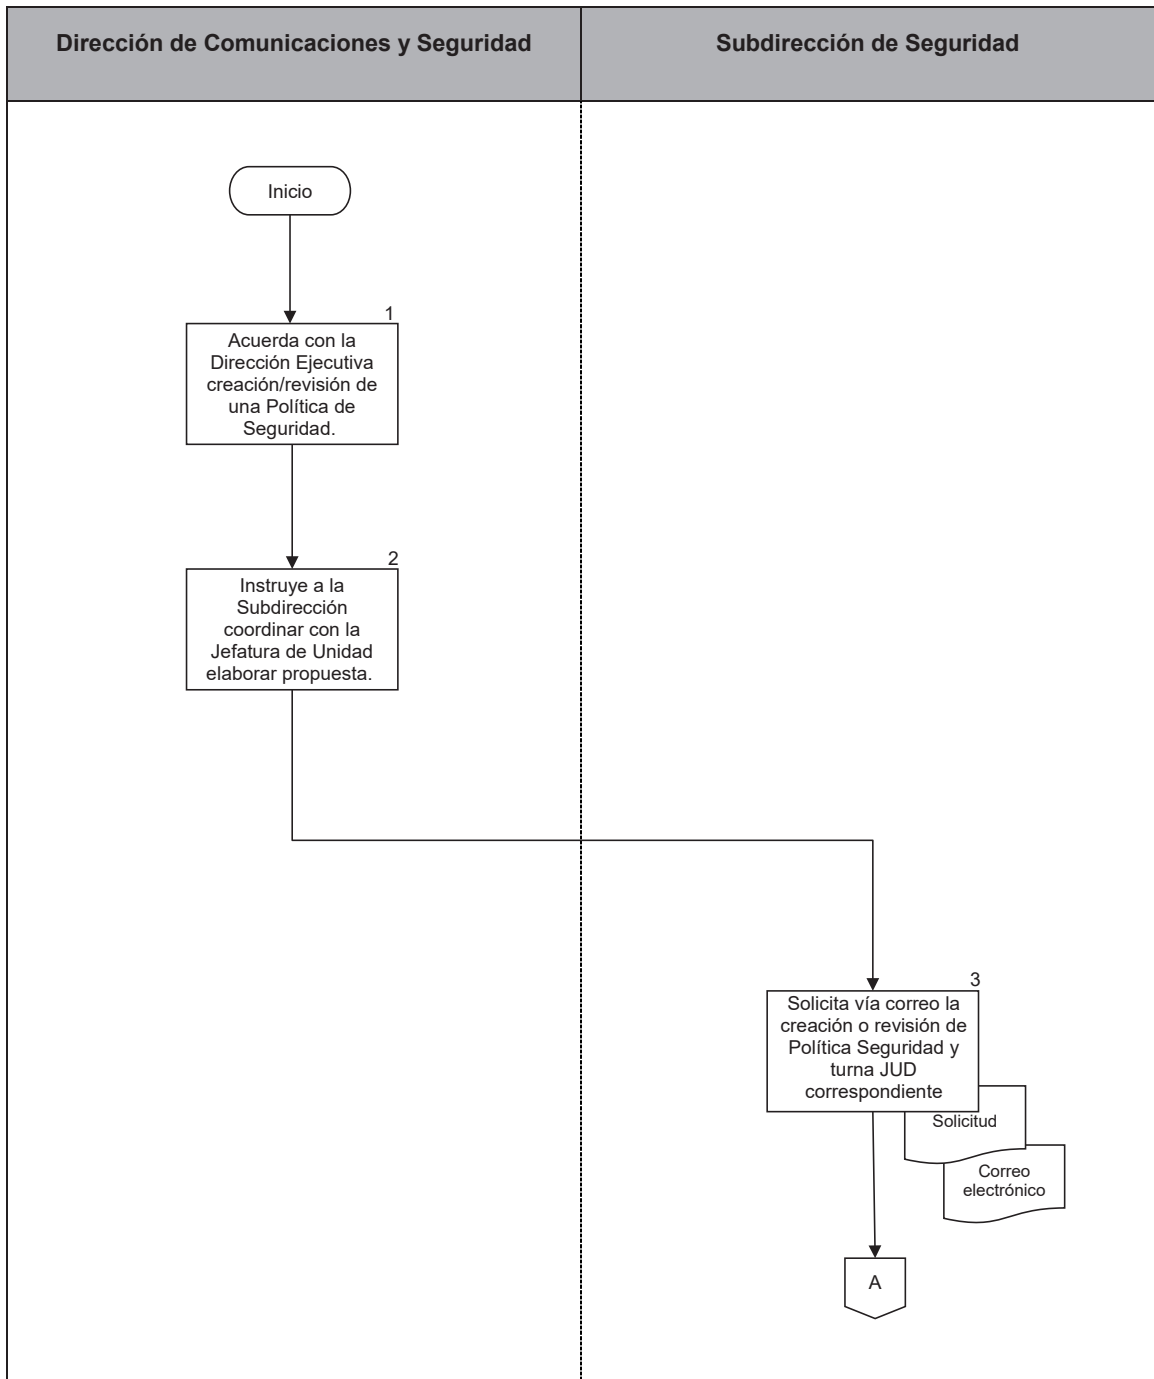 Dirección de Comunicaciones y Seguridad
Subdirección de Seguridad
Inicio
1
Acuerda con la
Dirección Ejecutiva
creación/revisión de
una Política de
Seguridad.
2
Instruye a la
Subdirección
coordinar con la
Jefatura de Unidad
elaborar propuesta.
3
Solicita vía correo la
creación o revisión de
Política Seguridad y
turna JUD
correspondiente
Solicitud
Correo
electrónico
A